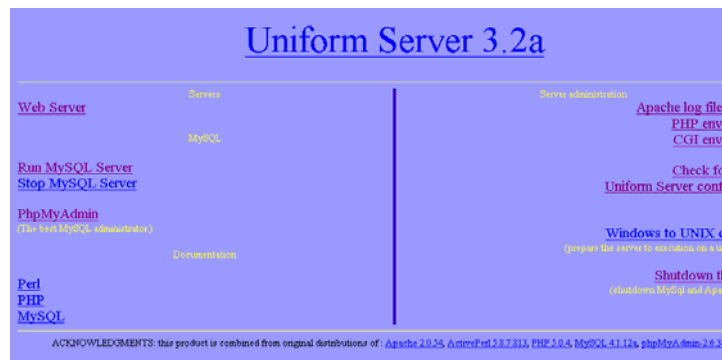 Uniform Server 3.2a
Servers
Web Server
MySQL
Run MySQL Server
Stop MySQL Server
PhpMyAdmin
(The best MySQL administrator.)
Documentation
Perl
PHP
MySQL
Server administration
Apache log file
PHP env
CGI env
Check fo
Uniform Server conf
Windows to UNIX c
(prepare the server to execution on a u
Shutdown th
(shutdown MySql and Apa
ACKNOWLEDGMENTS: this product is combined from original distributions of : Apache 2.0.54, ActivePerl 5.8.7.813, PHP 5.0.4, MySQL 4.1.12a, phpMyAdmin-2.6.3